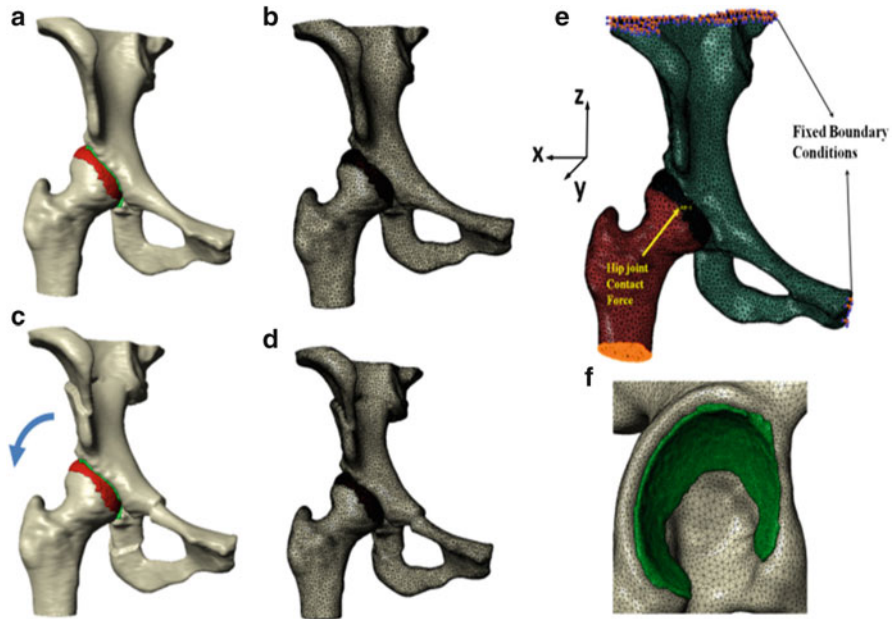 a
b
e
Z
X
Y
Fixed Boundary
Conditions
Hip joint
Contact
Force
c
d
f